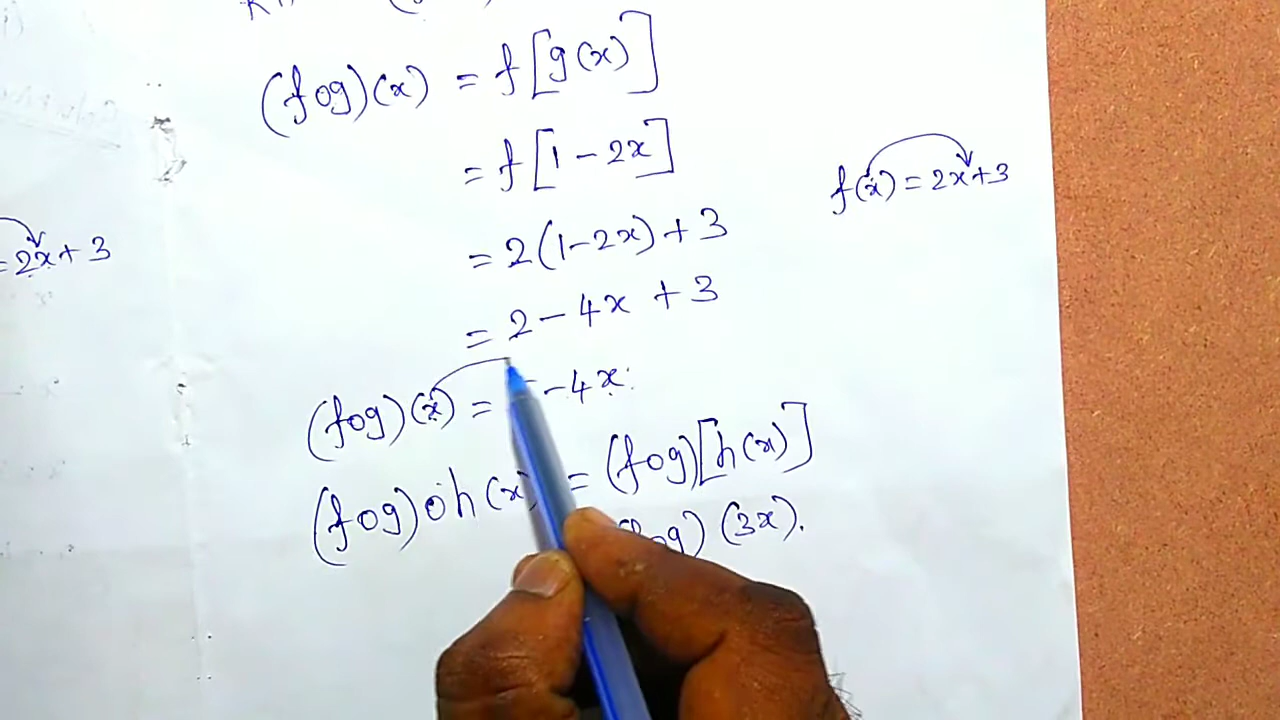 (fog)(x) = f[g(x)]
= f[1-2x]
f(x) = 2x+3
= 2(1-2x)+3
= 2x+3
= 2-4x+3
(fog)(x) = -4x
(fog)oh(x) = (fog)[h(x)]
(fog)(3x).